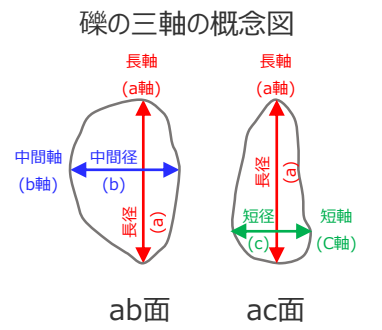 礫の三軸の概念図
長軸
(a軸)
中間軸
(b軸)
中間径
(b)
長径
(a)
ab面
長軸
(a軸)
長径
(a)
短径
(c)
短軸
(C軸)
ac面